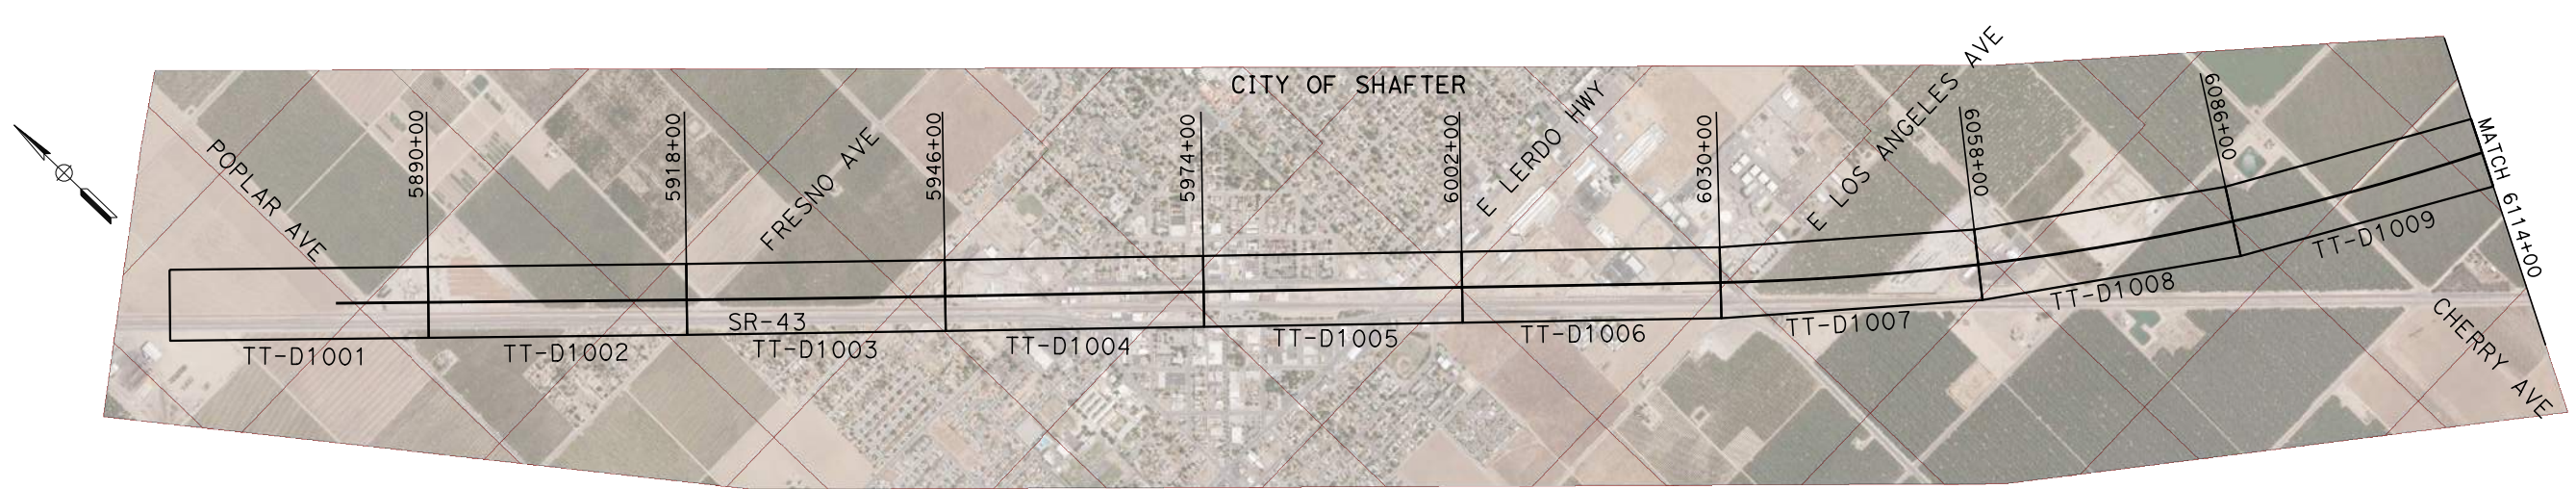 CITY OF SHAFTER
POPLAR AVE
5890+00
5918+00
FRESNO AVE
5946+00
5974+00
6002+00
E LERDO HWY
6030+00
E LOS ANGELES AVE
6058+00
6086+00
MATCH 6114+00
SR-43
TT-D1001
TT-D1002
TT-D1003
TT-D1004
TT-D1005
TT-D1006
TT-D1007
TT-D1008
TT-D1009
CHERRY AVE